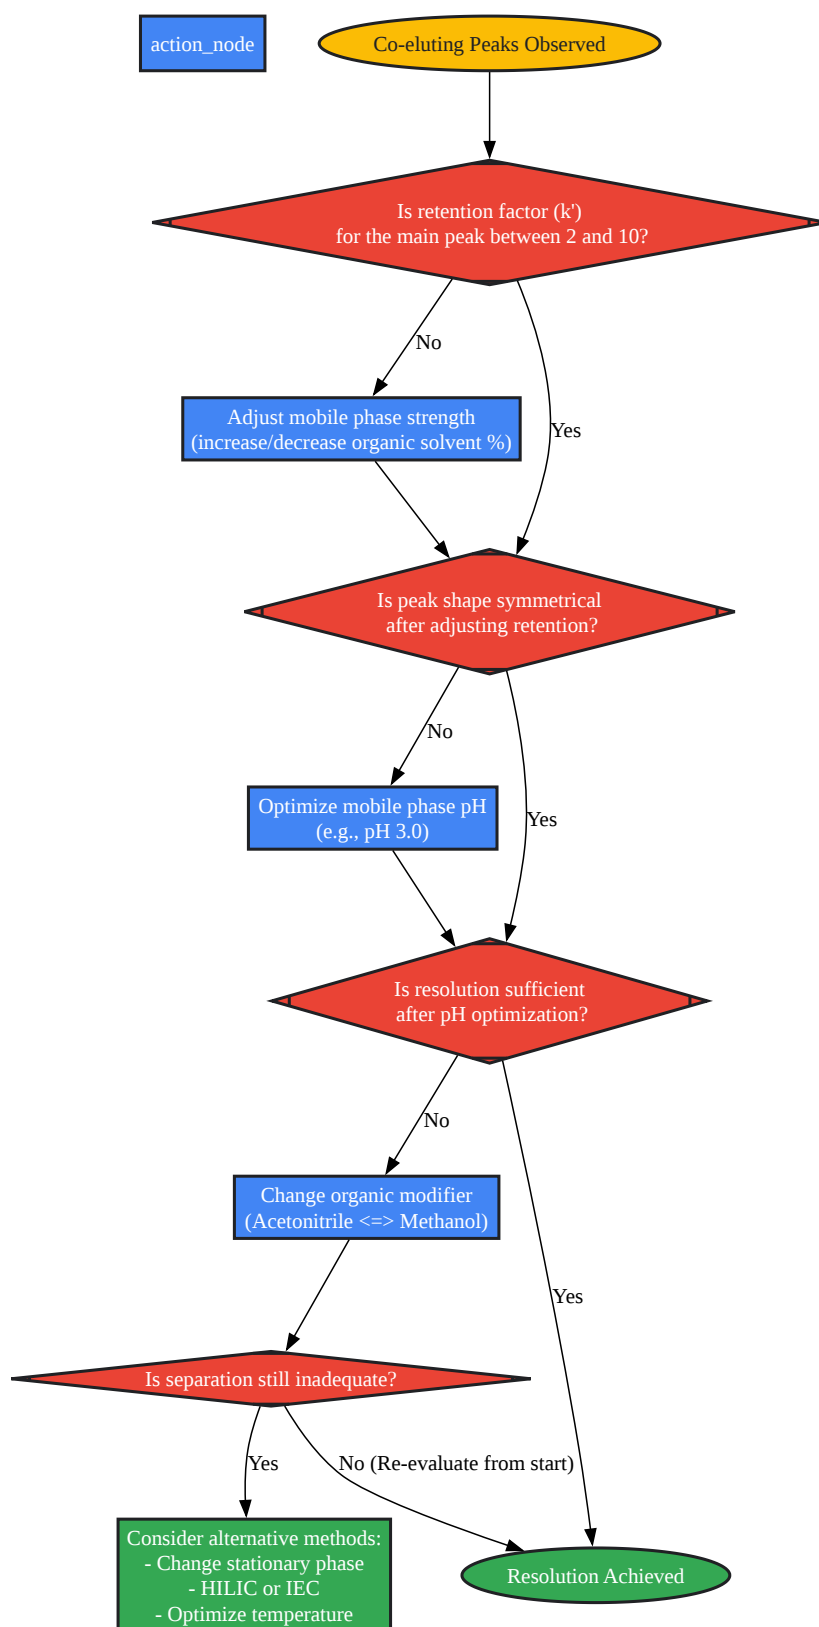 action_node
Co-eluting Peaks Observed
Is retention factor (k')
for the main peak between 2 and 10?
No
Adjust mobile phase strength
(increase/decrease organic solvent %)
Yes
Is peak shape symmetrical
after adjusting retention?
No
Optimize mobile phase pH
(e.g., pH 3.0)
Yes
Is resolution sufficient
after pH optimization?
No
Change organic modifier
(Acetonitrile <=> Methanol)
Yes
Is separation still inadequate?
Yes
No (Re-evaluate from start)
Consider alternative methods:
- Change stationary phase
- HILIC or IEC
- Optimize temperature
Resolution Achieved